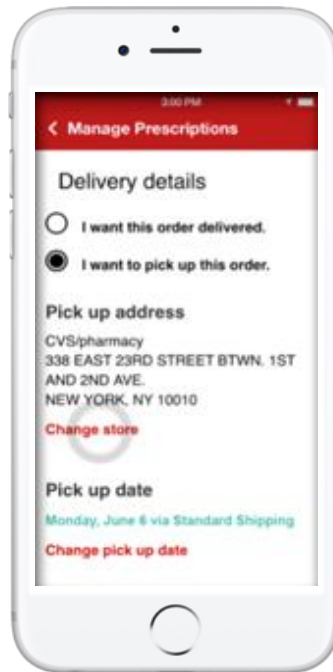 3:00 PM
Manage Prescriptions
Delivery details
I want this order delivered.
I want to pick up this order.
Pick up address
CVS/pharmacy
338 EAST 23RD STREET BTWN. 1ST
AND 2ND AVE.
NEW YORK, NY 10010
Change store
Pick up date
Monday, June 6 via Standard Shipping
Change pick up date